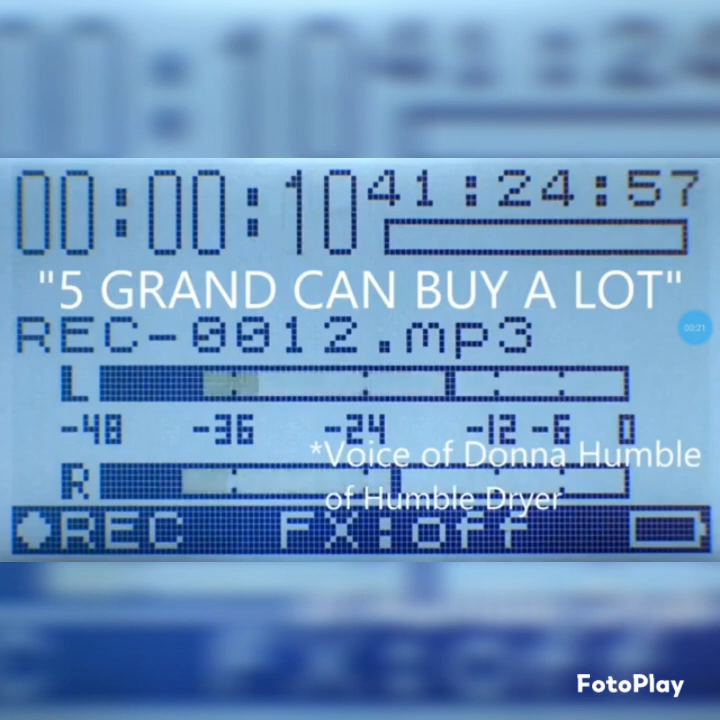 00:00:10 41:24:57
"5 GRAND CAN BUY A LOT"
REC-0012.mp3
00:21
L
-48 -36 -24 -12 -6 0
*Voice of Donna Humble
R
of Humble Dryer
REC FX:off
FotoPlay